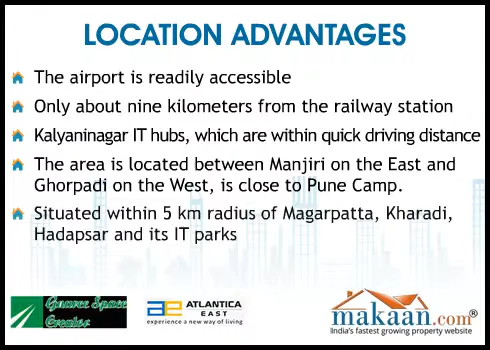 LOCATION ADVANTAGES
The airport is readily accessible
Only about nine kilometers from the railway station
Kalyaninagar IT hubs, which are within quick driving distance
The area is located between Manjiri on the East and
Ghorpadi on the West, is close to Pune Camp.
Situated within 5 km radius of Magarpatta, Kharadi,
Hadapsar and its IT parks
Space
Creater
ae ATLANTICA
EAST
experience a new way of living
makaan.com®
India's fastest growing property website